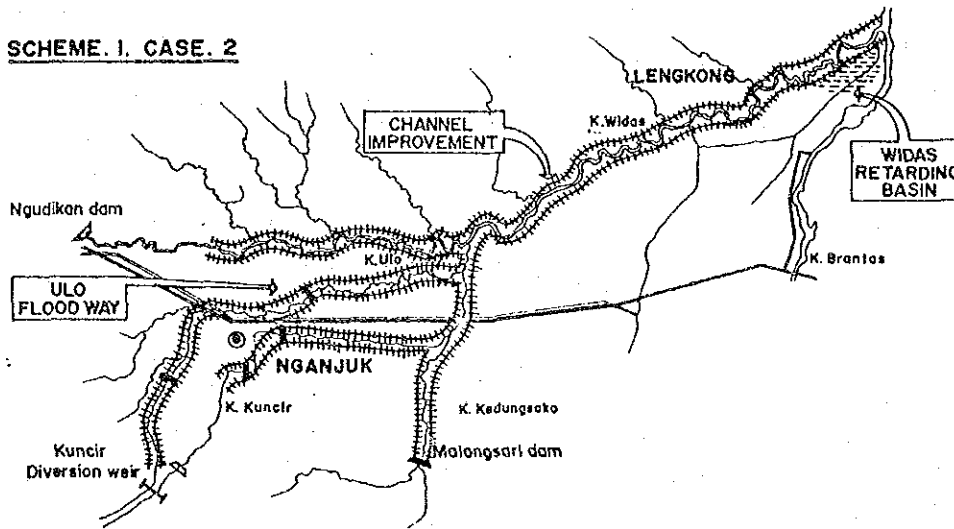 SCHEME. I. CASE. 2
LENGKONG
K. Widas
CHANNEL
IMPROVEMENT
WIDAS
RETARDING
BASIN
Ngudikan dam
K. Ulo
K. Brantas
ULO
FLOOD WAY
NGANJUK
K. Kuncir
K. Kedungsoko
Kuncir
Diversion weir
Malongsari dam